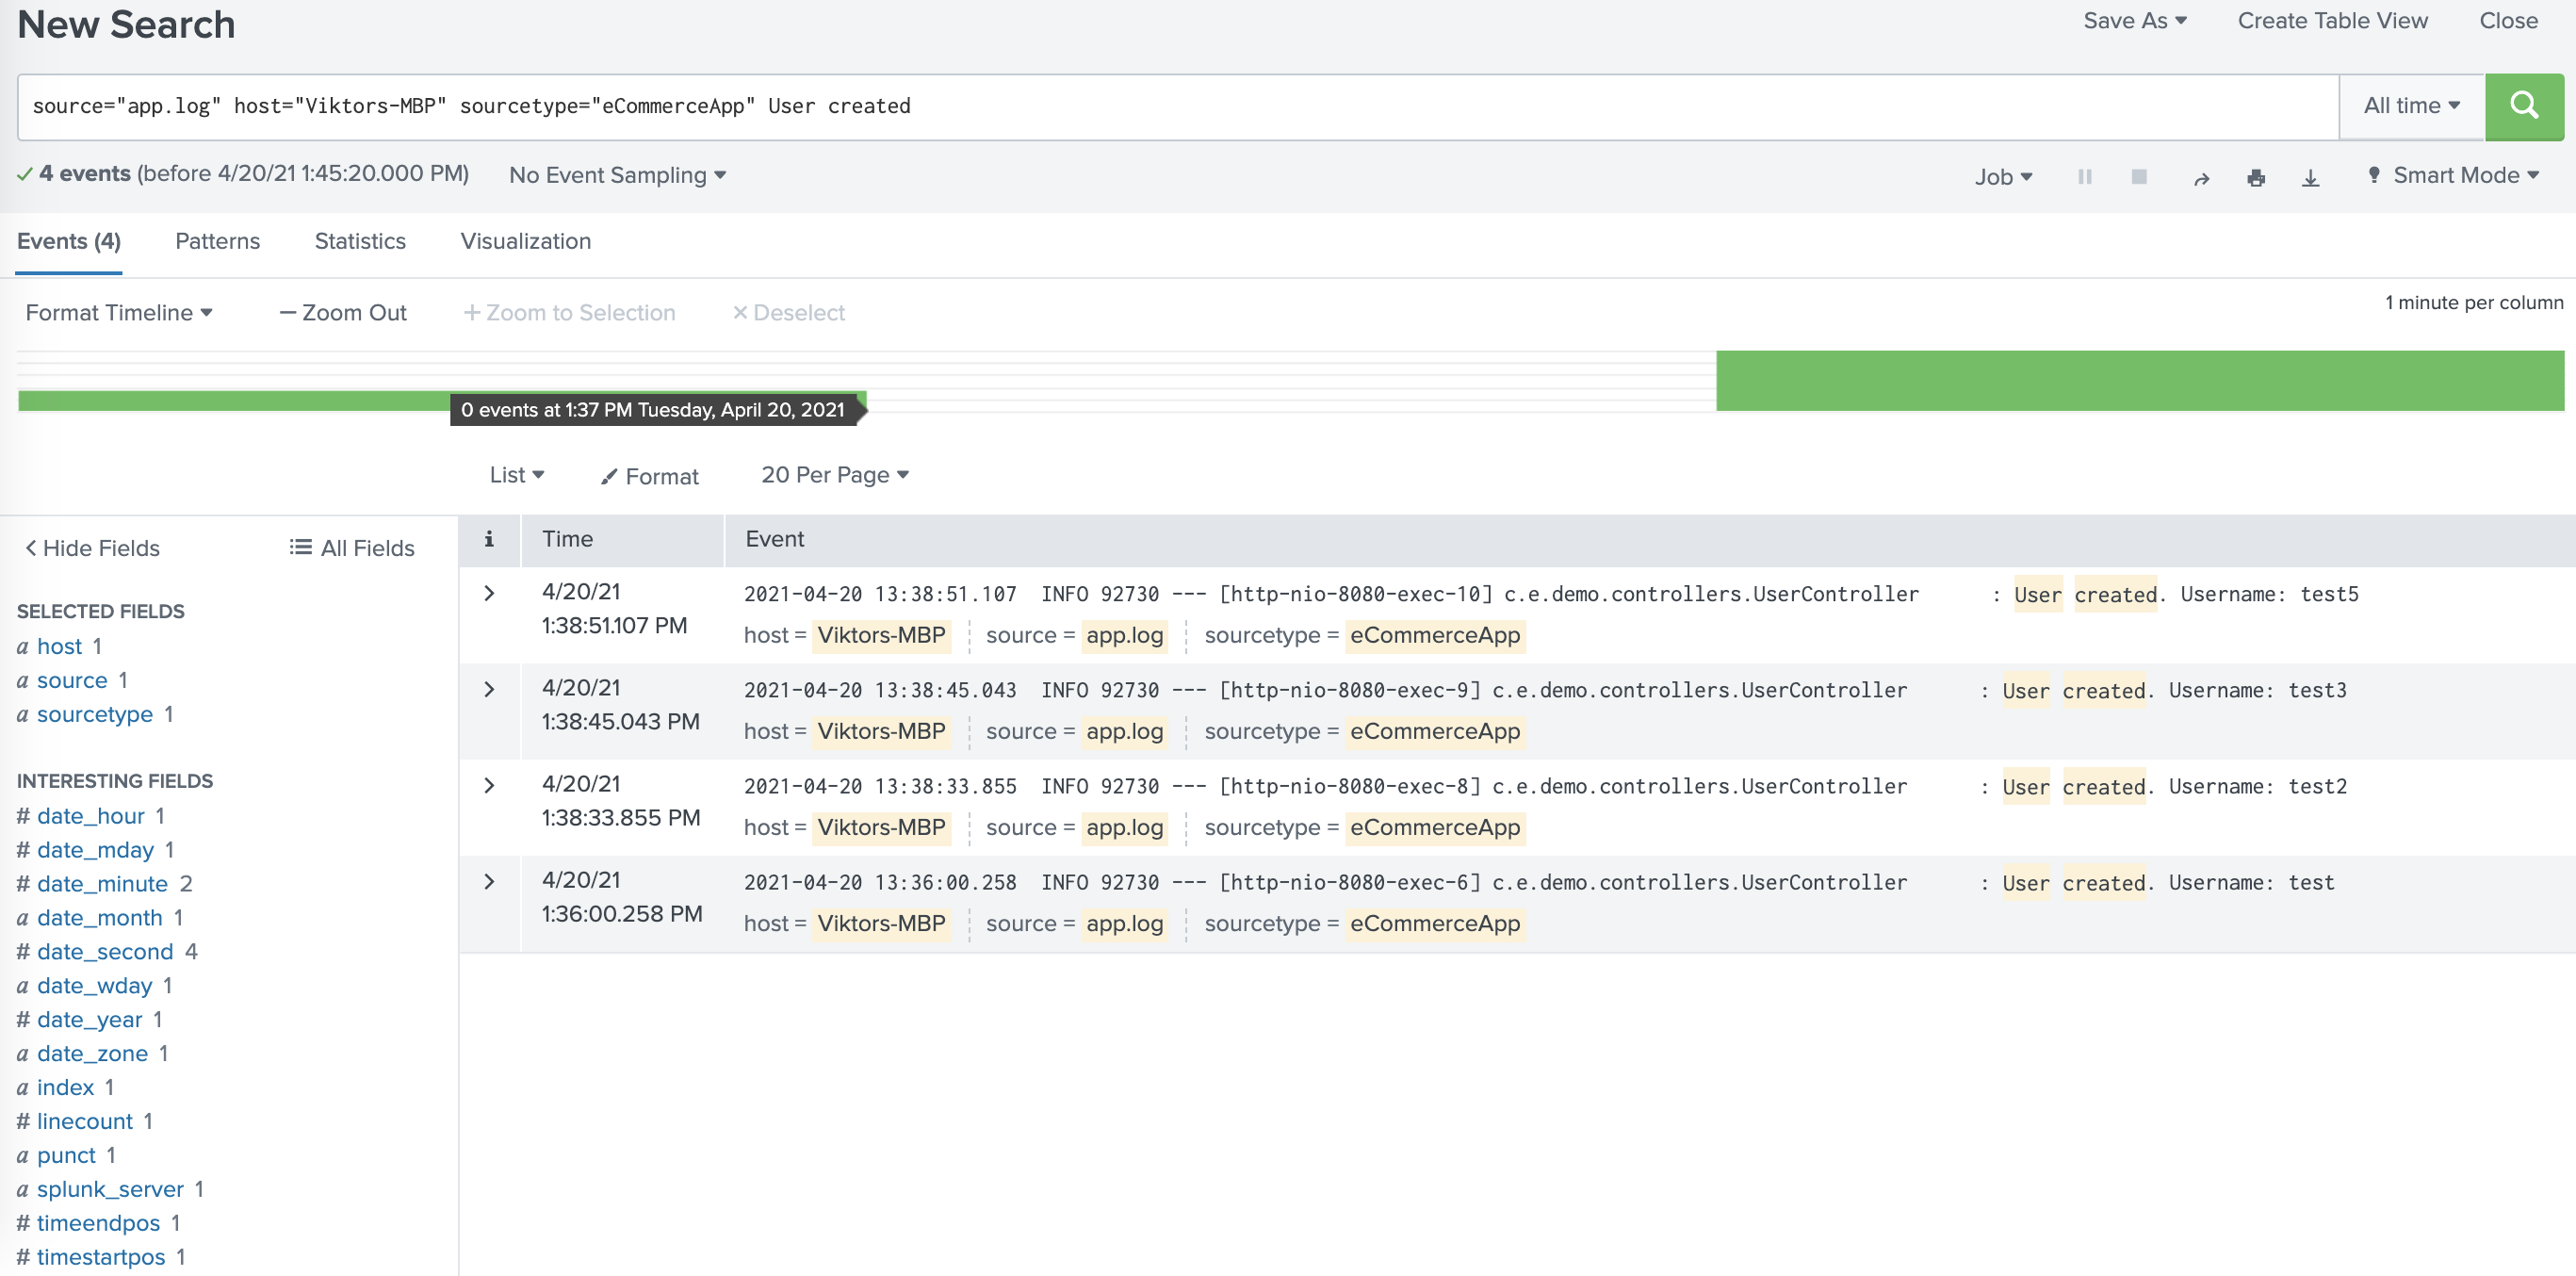 New Search
Save As Create Table View Close
source="app.log" host="Viktors-MBP" sourcetype="eCommerceApp" User created
All time
4 events (before 4/20/21 1:45:20.000 PM) No Event Sampling
Job Smart Mode
Events (4) Patterns Statistics Visualization
Format Timeline — Zoom Out + Zoom to Selection × Deselect
1 minute per column
0 events at 1:37 PM Tuesday, April 20, 2021
List Format 20 Per Page
< Hide Fields All Fields
SELECTED FIELDS
a host 1
a source 1
a sourcetype 1
INTERESTING FIELDS
# date_hour 1
# date_mday 1
# date_minute 2
a date_month 1
# date_second 4
a date_wday 1
# date_year 1
a date_zone 1
a index 1
# linecount 1
a punct 1
a splunk_server 1
# timeendpos 1
# timestartpos 1
i Time Event
> 4/20/21
1:38:51.107 PM
2021-04-20 13:38:51.107 INFO 92730 --- [http-nio-8080-exec-10] c.e.demo.controllers.UserController : User created. Username: test5
host = Viktors-MBP source = app.log sourcetype = eCommerceApp
> 4/20/21
1:38:45.043 PM
2021-04-20 13:38:45.043 INFO 92730 --- [http-nio-8080-exec-9] c.e.demo.controllers.UserController : User created. Username: test3
host = Viktors-MBP source = app.log sourcetype = eCommerceApp
> 4/20/21
1:38:33.855 PM
2021-04-20 13:38:33.855 INFO 92730 --- [http-nio-8080-exec-8] c.e.demo.controllers.UserController : User created. Username: test2
host = Viktors-MBP source = app.log sourcetype = eCommerceApp
> 4/20/21
1:36:00.258 PM
2021-04-20 13:36:00.258 INFO 92730 --- [http-nio-8080-exec-6] c.e.demo.controllers.UserController : User created. Username: test
host = Viktors-MBP source = app.log sourcetype = eCommerceApp